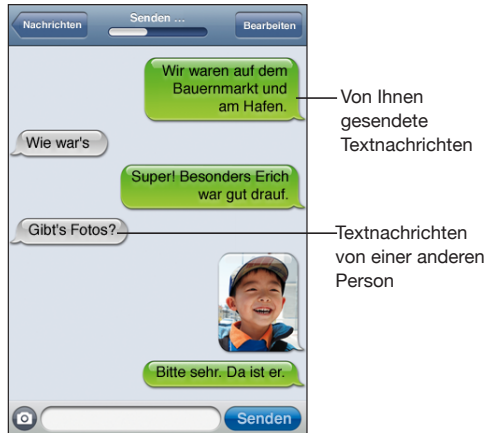 Nachrichten
Senden ...
Bearbeiten
Wir waren auf dem
Bauernmarkt und
am Hafen.
Von Ihnen
gesendete
Textnachrichten
Wie war's
Super! Besonders Erich
war gut drauf.
Gibt's Fotos?
Textnachrichten
von einer anderen
Person
Bitte sehr. Da ist er.
Senden